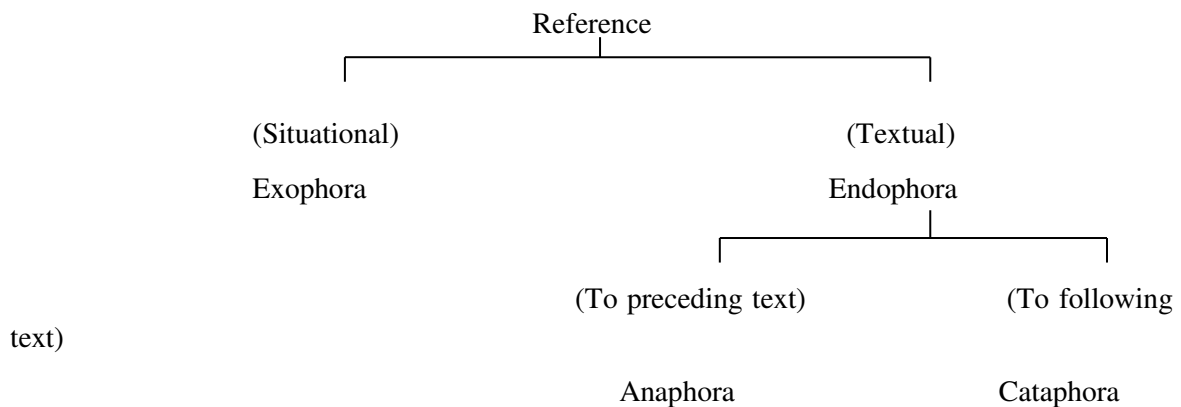 Reference
(Situational) (Textual)
Exophora Endophora
(To preceding text) (To following
text)
Anaphora Cataphora